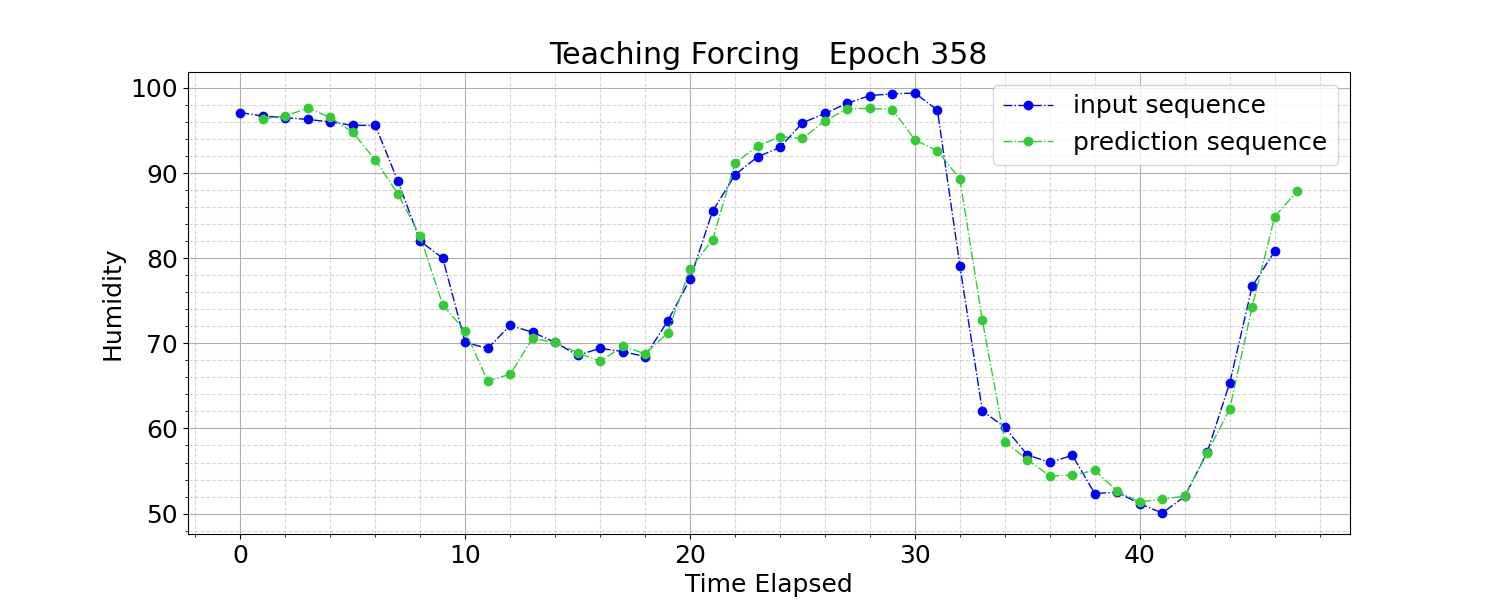 Teaching Forcing   Epoch 358
100
90
80
70
60
50
Humidity
input sequence
prediction sequence
0 10 20 30 40
Time Elapsed